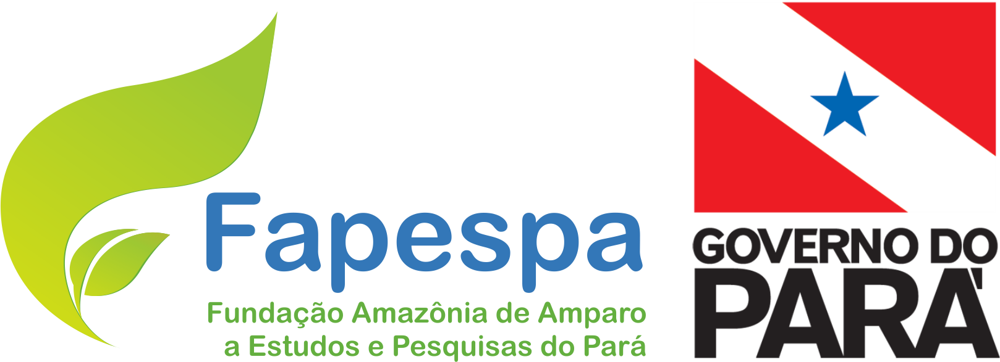 Fapespa
Fundação Amazônia de Amparo
a Estudos e Pesquisas do Pará
GOVERNO DO
PARÁ